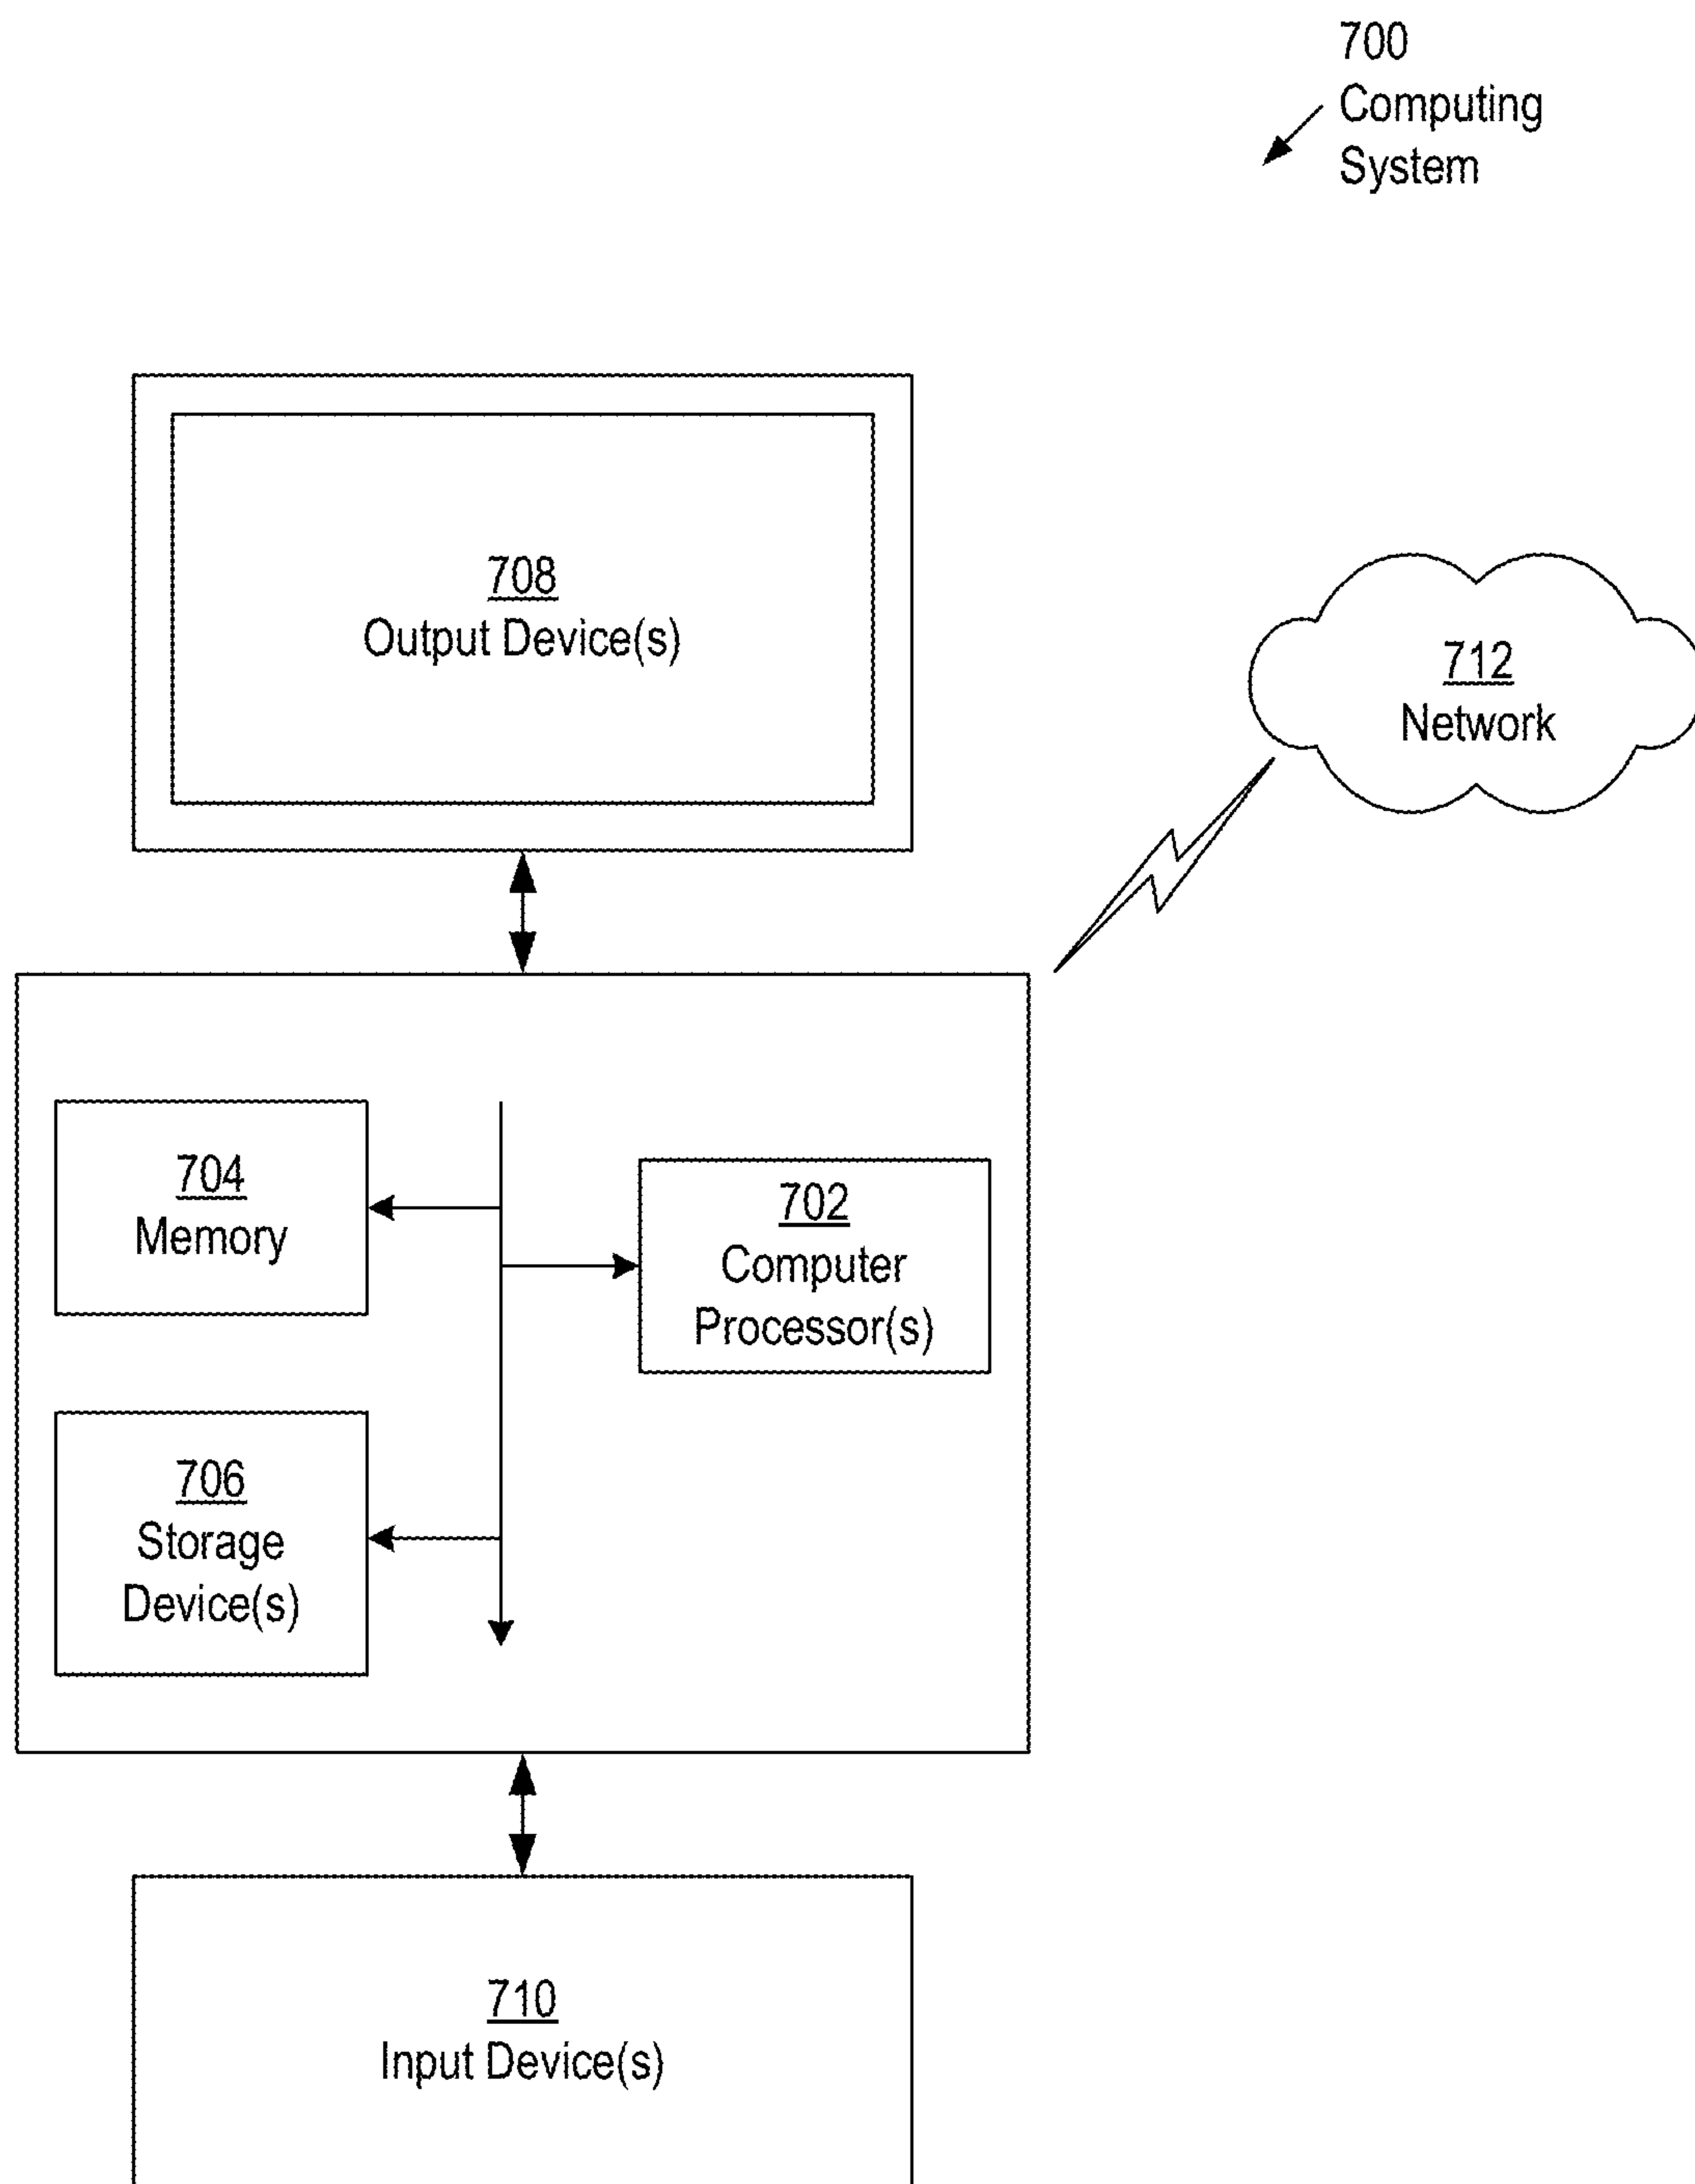 700
Computing
System
708
Output Device(s)
712
Network
704
Memory
702
Computer
Processor(s)
706
Storage
Device(s)
710
Input Device(s)